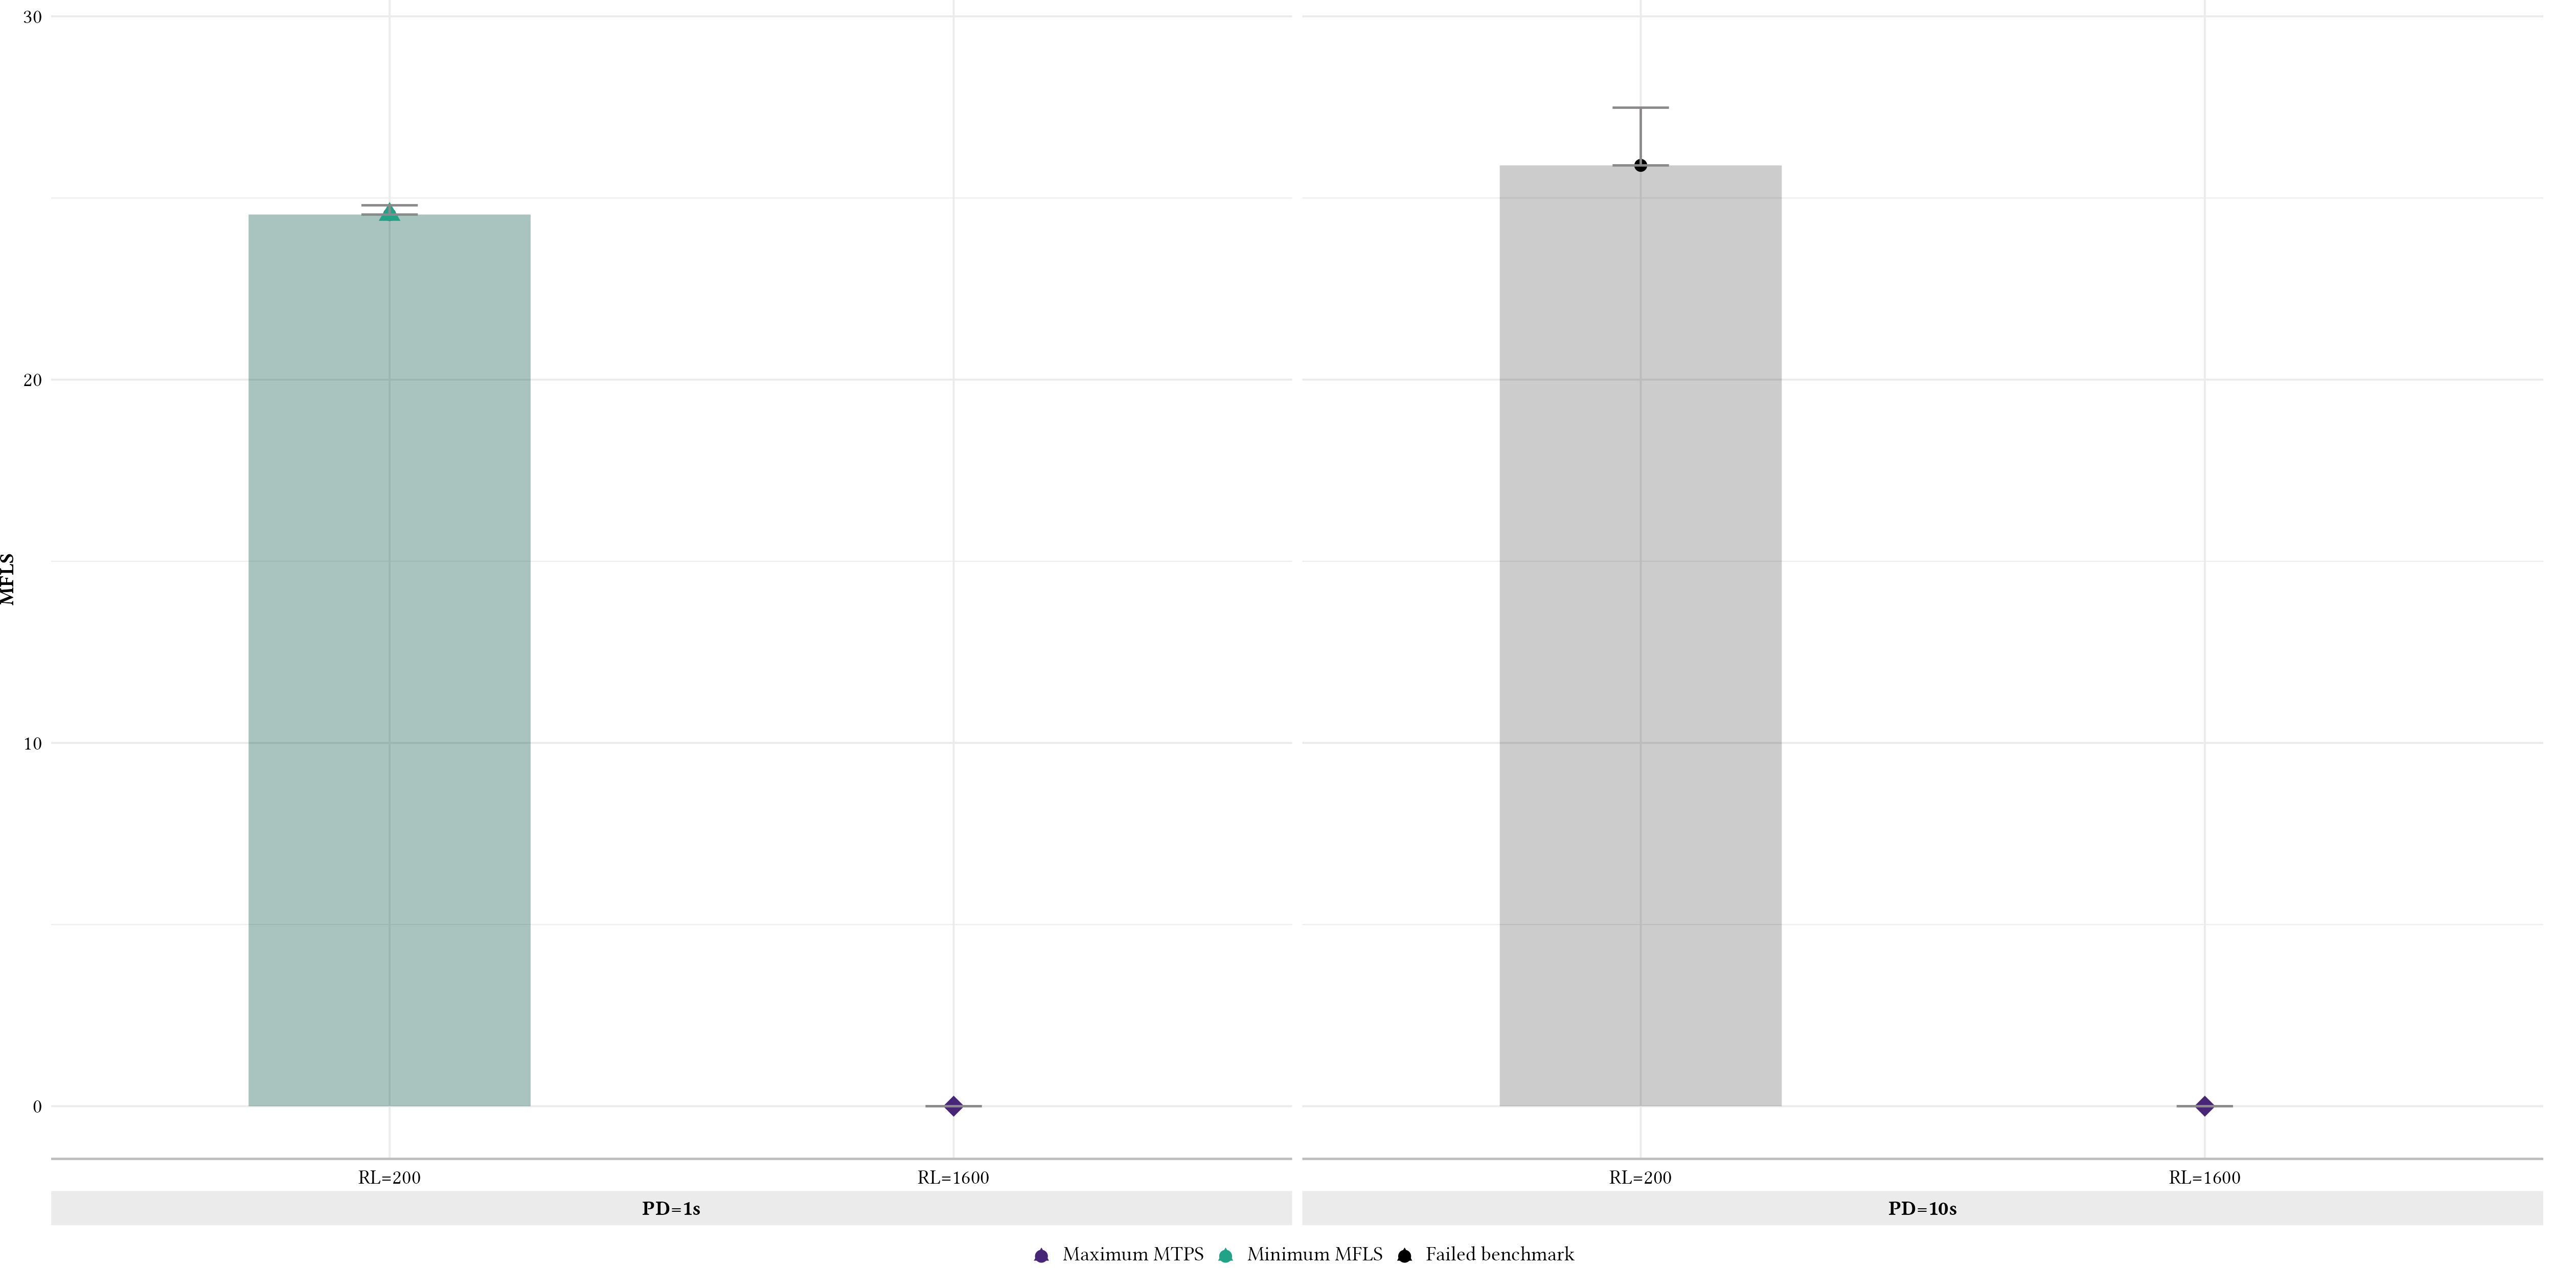 30
20
10
0
MFLS
RL=200
RL=1600
RL=200
RL=1600
PD=1s
PD=10s
Maximum MTPS
Minimum MFLS
Failed benchmark